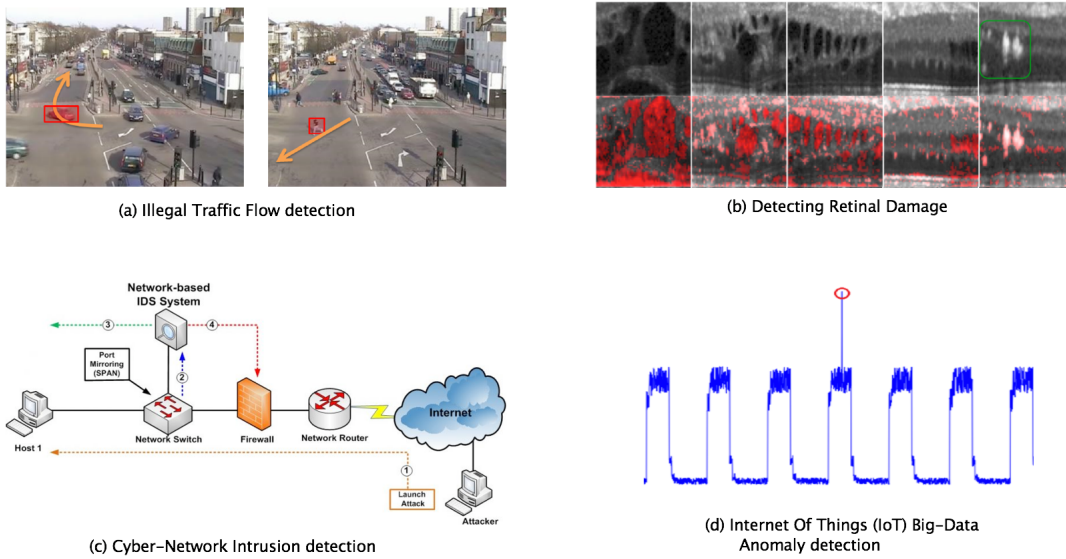 (a) Illegal Traffic Flow detection
(b) Detecting Retinal Damage
Network-based
IDS System
3
4
Port
Mirroring
(SPAN)
2
Internet
Host 1
Network Switch
Firewall
Network Router
1
Launch
Attack
Attacker
(c) Cyber-Network Intrusion detection
(d) Internet Of Things (IoT) Big-Data
Anomaly detection